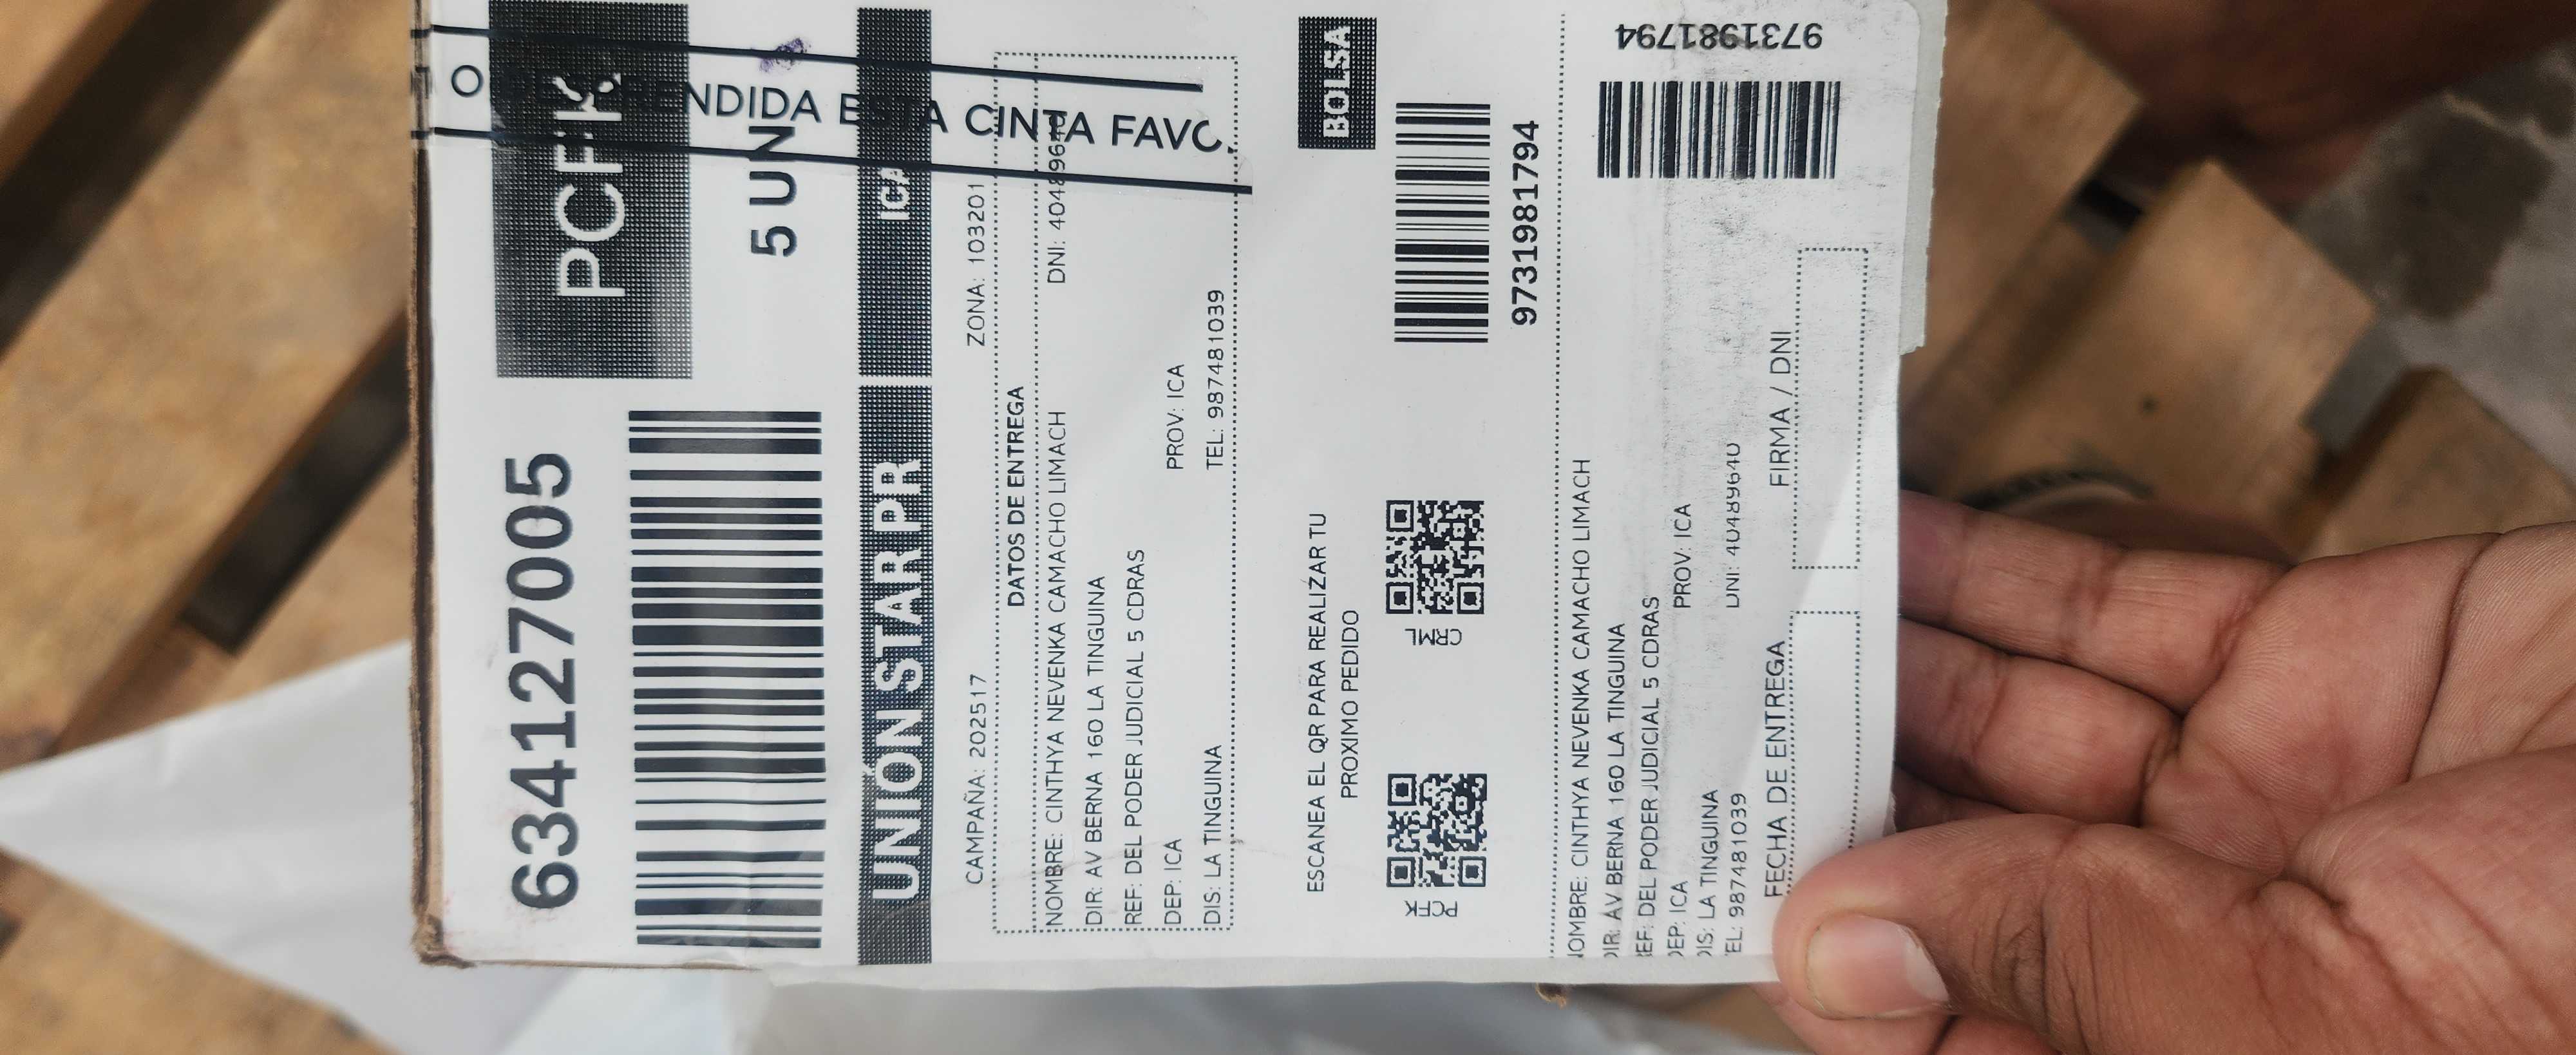 634127005
PCFK
5 UN
UNIÓN STAR PR
ICA
NDIDA ESTA CINTA FAVO
CAMPAÑA: 202517 ZONA: 103201
DATOS DE ENTREGA
NOMBRE: CINTHYA NEVENKA CAMACHO LIMACH DNI: 40489640
DIR: AV BERNA 160 LA TINGUINA
REF: DEL PODER JUDICIAL 5 CDRAS
DEP: ICA PROV: ICA
DIS: LA TINGUINA TEL: 987481039
ESCANEA EL QR PARA REALIZAR TU
PROXIMO PEDIDO
BOLSA
PCFK
CRML
9731981794
9731981794
NOMBRE: CINTHYA NEVENKA CAMACHO LIMACH
DIR: AV BERNA 160 LA TINGUINA
REF: DEL PODER JUDICIAL 5 CDRAS
DEP: ICA PROV: ICA
DIS: LA TINGUINA
TEL: 987481039 DNI: 40489640
FECHA DE ENTREGA FIRMA / DNI